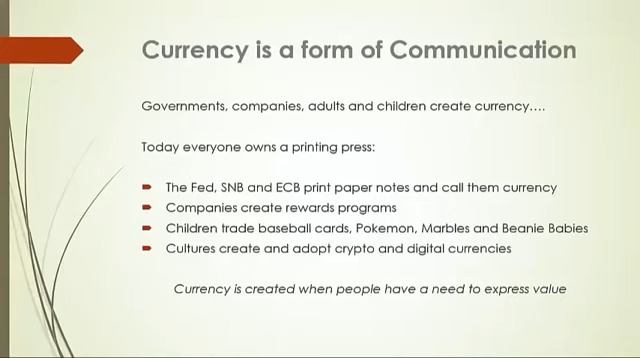 Currency is a form of Communication
Governments, companies, adults and children create currency….
Today everyone owns a printing press:
The Fed, SNB and ECB print paper notes and call them currency
Companies create rewards programs
Children trade baseball cards, Pokemon, Marbles and Beanie Babies
Cultures create and adopt crypto and digital currencies
Currency is created when people have a need to express value